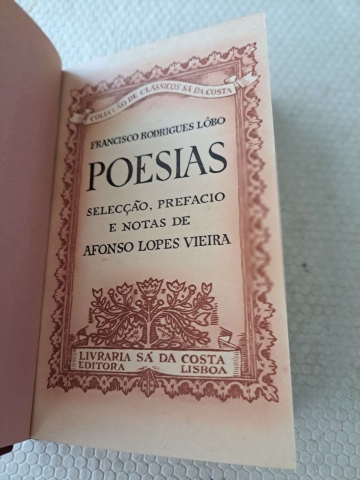 COLECÇÃO DE CLÁSSICOS SÁ DA COSTA
FRANCISCO RODRIGUES LÔBO
POESIAS
SELECÇÃO, PREFACIO
E NOTAS DE
AFONSO LOPES VIEIRA
LIVRARIA SÁ DA COSTA
EDITORA LISBOA